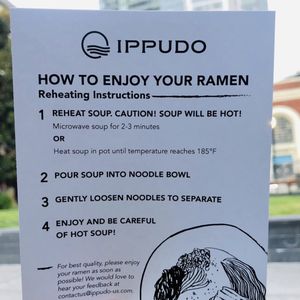 IPPUDO
HOW TO ENJOY YOUR RAMEN
Reheating Instructions
1 REHEAT SOUP. CAUTION! SOUP WILL BE HOT!
Microwave soup for 2-3 minutes
OR
Heat soup in pot until temperature reaches 185°F
2 POUR SOUP INTO NOODLE BOWL
3 GENTLY LOOSEN NOODLES TO SEPARATE
4 ENJOY AND BE CAREFUL
OF HOT SOUP!
For best quality, please enjoy
your ramen as soon as
possible! We would love to
hear your feedback at
contactus@ippudo-us.com.